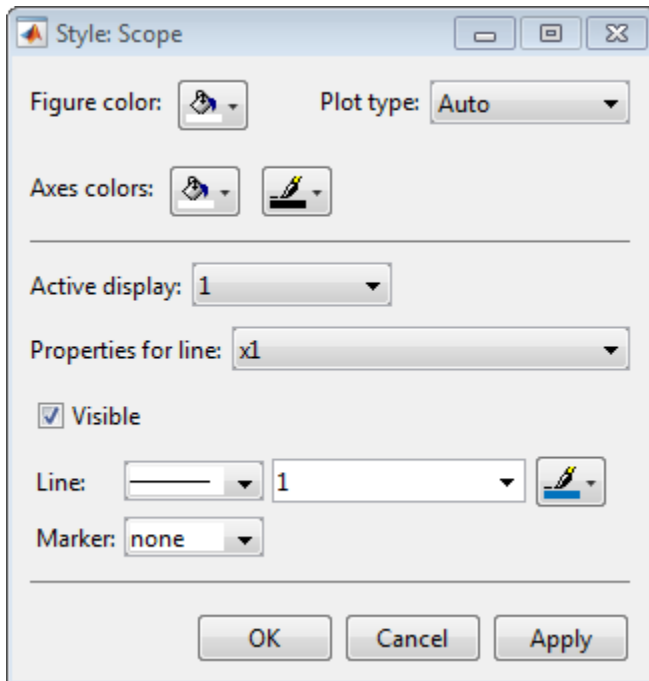 Style: Scope
Figure color: Plot type: Auto
Axes colors:
Active display: 1
Properties for line: x1
Visible
Line: 1
Marker: none
OK Cancel Apply